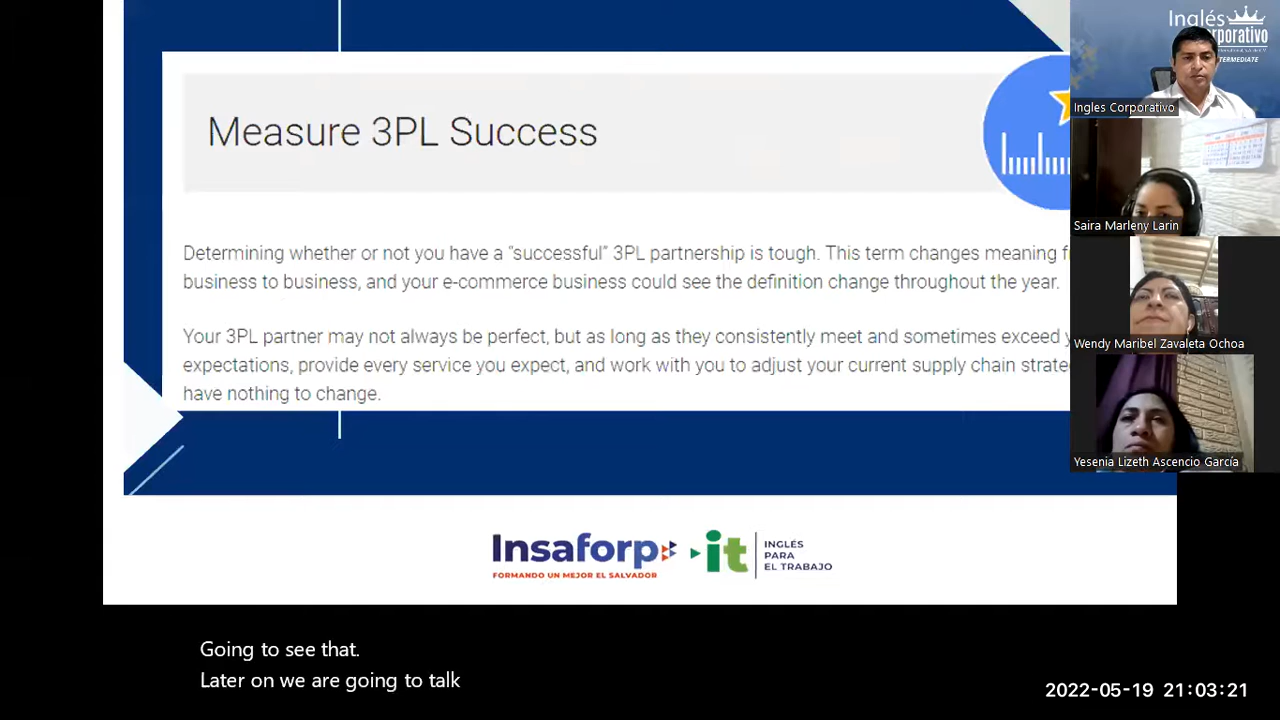 Measure 3PL Success
Determining whether or not you have a “successful” 3PL partnership is tough. This term changes meaning
business to business, and your e-commerce business could see the definition change throughout the year.
Your 3PL partner may not always be perfect, but as long as they consistently meet and sometimes exceed
expectations, provide every service you expect, and work with you to adjust your current supply chain
have nothing to change.
Inglés
Ingles Corporativo
Saira Marleny Larin
Wendy Maribel Zavaleta Ochoa
Yesenia Lizeth Ascencio García
Insaforp
FORMANDO UN MEJOR EL SALVADOR
it
INGLÉS
PARA
EL TRABAJO
Going to see that.
Later on we are going to talk
2022-05-19 21:03:21